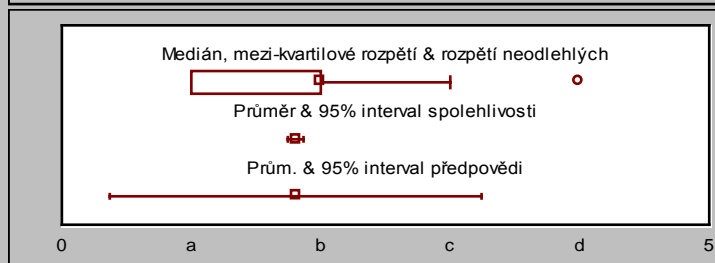 Medián, mezi-kvartilové rozpětí & rozpětí neodlehlých
Průměr & 95% interval spolehlivosti
Prům. & 95% interval předpovědi
0 a b c d 5